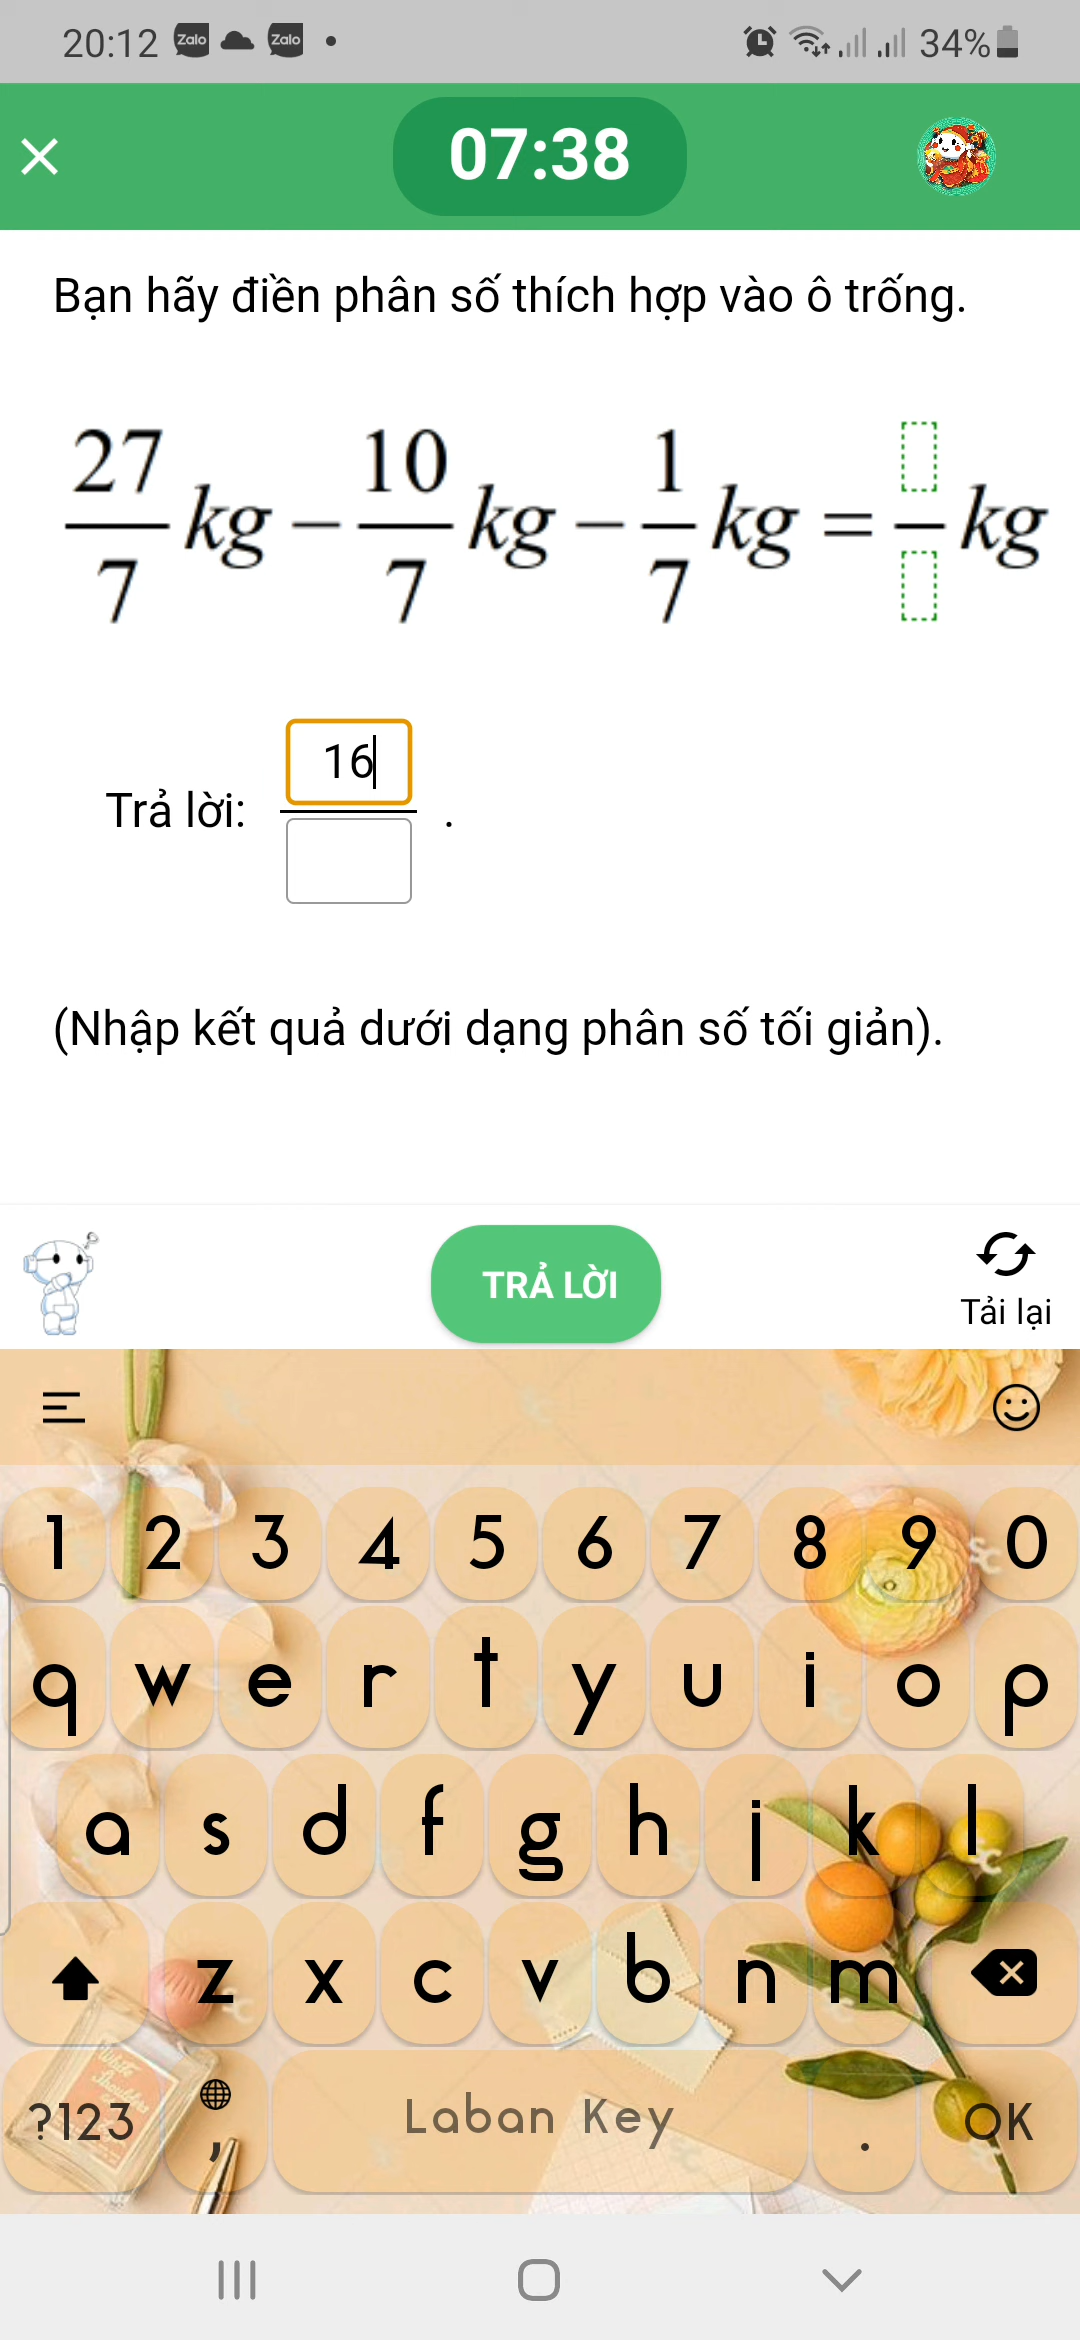 20:12 Zalo Zalo 34%
07:38
Bạn hãy điền phân số thích hợp vào ô trống.
27/7 kg − 10/7 kg − 1/7 kg = ▯/▯ kg
16
Trả lời: .
(Nhập kết quả dưới dạng phân số tối giản).
TRẢ LỜI
Tải lại
1 2 3 4 5 6 7 8 9 0
q w e r t y u i o p
a s d f g h j k l
z x c v b n m
?123 , Laban Key . OK